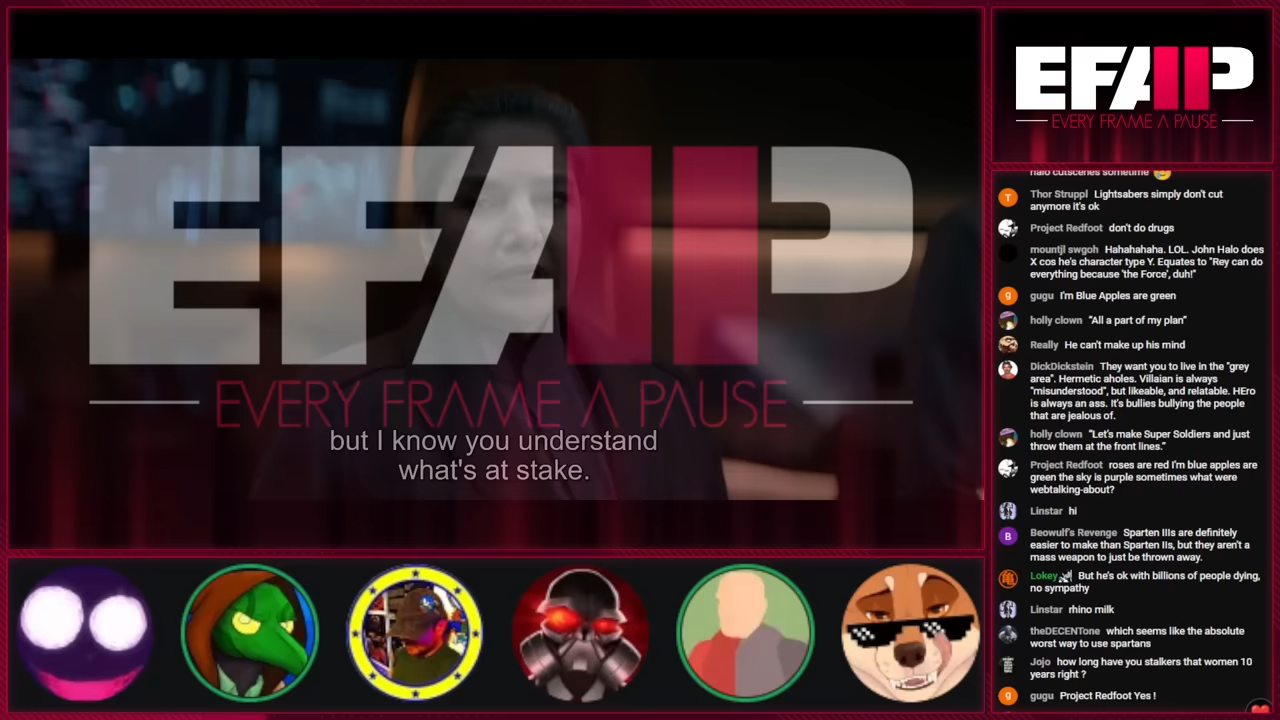 EFAP
EVERY FRAME A PAUSE
but I know you understand
what's at stake.
EFAP
EVERY FRAME A PAUSE
halo cutscenes sometime
T
Thor Struppl Lightsabers simply don't cut
anymore it's ok
Project Redfoot don't do drugs
mountjl swgoh Hahahahaha. LOL. John Halo does
X cos he's character type Y. Equates to "Rey can do
everything because 'the Force', duh!"
g
gugu I'm Blue Apples are green
holly clown “All a part of my plan”
Really He can't make up his mind
DickDickstein They want you to live in the "grey
area". Hermetic aholes. Villaian is always
"misunderstood", but likeable, and relatable. HEro
is always an ass. It's bullies bullying the people
that are jealous of.
holly clown “Let’s make Super Soldiers and just
throw them at the front lines.”
Project Redfoot roses are red I'm blue apples are
green the sky is purple sometimes what were
webtalking-about?
Linstar hi
B
Beowulf's Revenge Sparten IIIs are definitely
easier to make than Sparten IIs, but they aren't a
mass weapon to just be thrown away.
Lokey But he's ok with billions of people dying,
no sympathy
Linstar rhino milk
theDECENTone which seems like the absolute
worst way to use spartans
Jojo how long have you stalkers that women 10
years right ?
g
gugu Project Redfoot Yes !